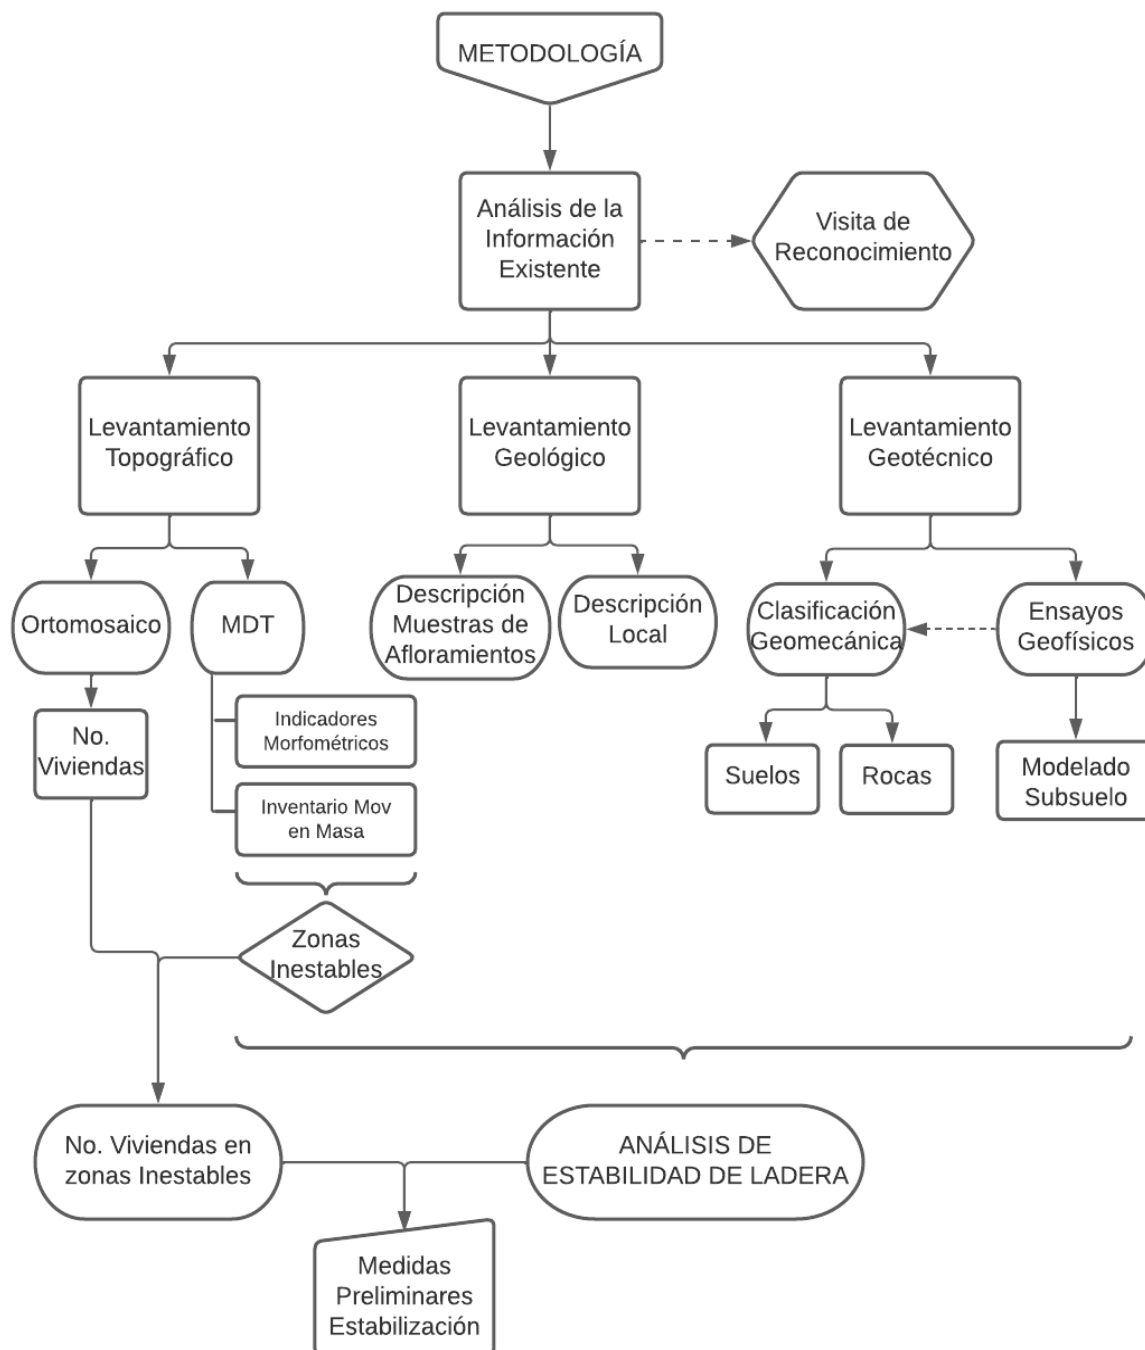 METODOLOGÍA
Análisis de la
Información
Existente
Visita de
Reconocimiento
Levantamiento
Topográfico
Levantamiento
Geológico
Levantamiento
Geotécnico
Ortomosaico
MDT
Descripción
Muestras de
Afloramientos
Descripción
Local
Clasificación
Geomecánica
Ensayos
Geofísicos
No.
Viviendas
Indicadores
Morfométricos
Inventario Mov
en Masa
Suelos
Rocas
Modelado
Subsuelo
Zonas
Inestables
No. Viviendas en
zonas Inestables
ANÁLISIS DE
ESTABILIDAD DE LADERA
Medidas
Preliminares
Estabilización